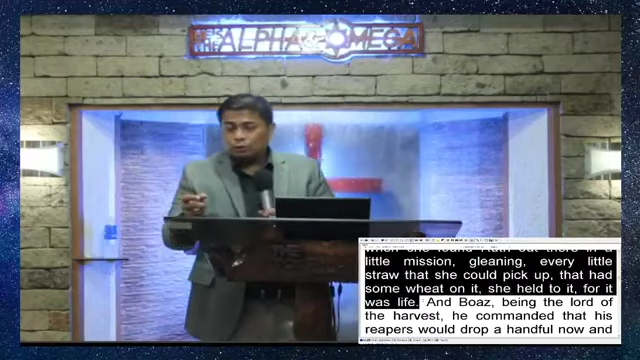 ALPHA OMEGA
little mission, gleaning, every little
straw that she could pick up, that had
some wheat on it, she held to it, for it
was life. And Boaz, being the lord of
the harvest, he commanded that his
reapers would drop a handful now and